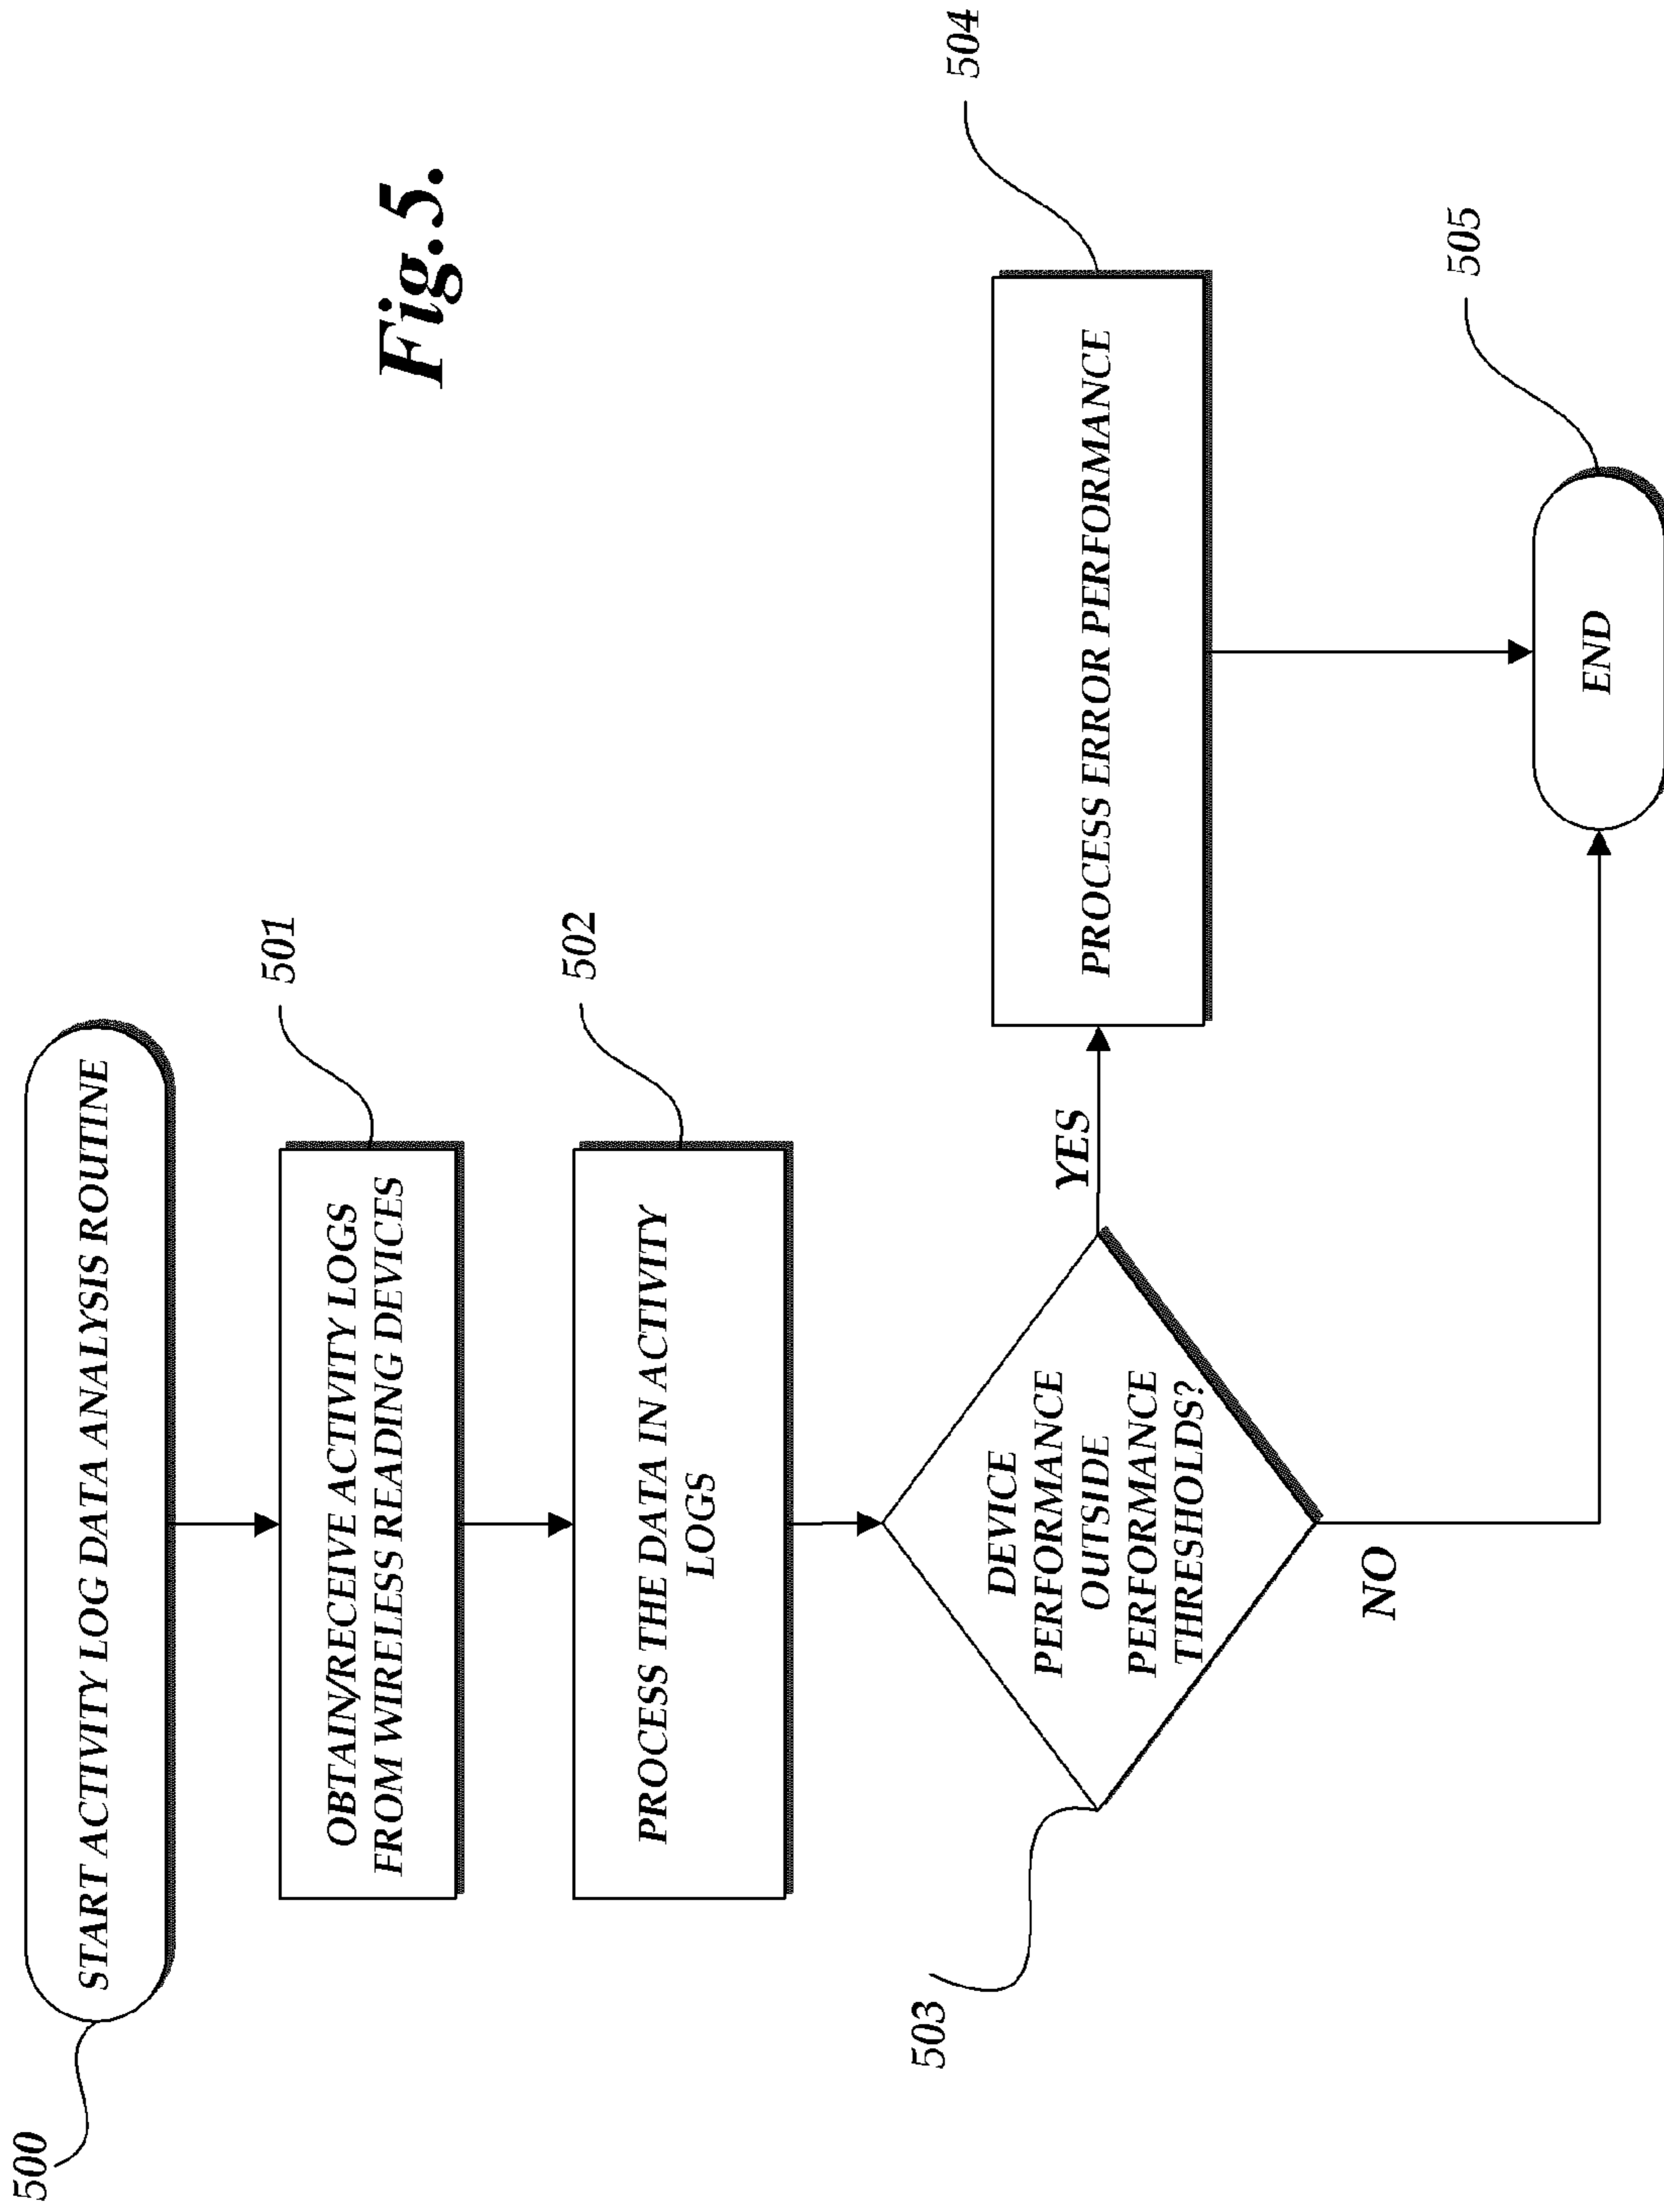 500
START ACTIVITY LOG DATA ANALYSIS ROUTINE
501
OBTAIN/RECEIVE ACTIVITY LOGS
FROM WIRELESS READING DEVICES
502
PROCESS THE DATA IN ACTIVITY
LOGS
503
DEVICE
PERFORMANCE
OUTSIDE
PERFORMANCE
THRESHOLDS?
YES
NO
504
PROCESS ERROR PERFORMANCE
505
END
Fig.5.